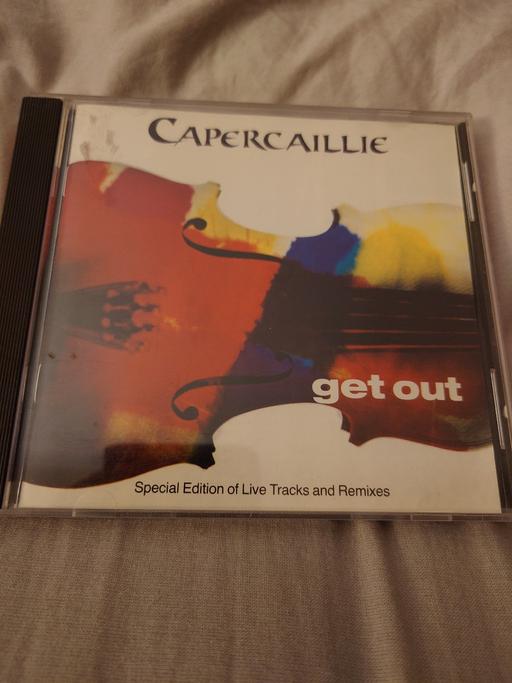 CAPERCAILLIE
get out
Special Edition of Live Tracks and Remixes